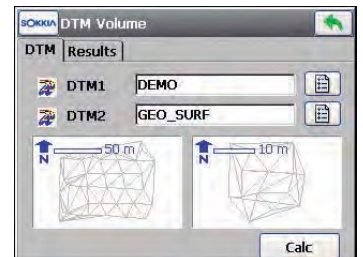 SOKKIA DTM Volume
DTM Results
DTM1 DEMO
DTM2 GEO_SURF
50 m 10 m
N N
Calc